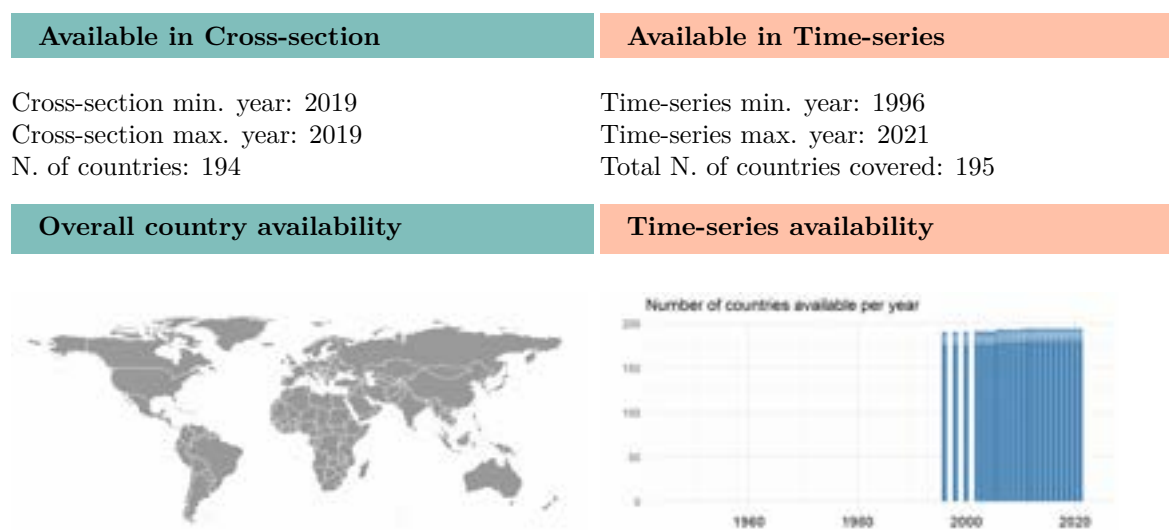 Available in Cross-section
Available in Time-series
Cross-section min. year: 2019
Cross-section max. year: 2019
N. of countries: 194
Time-series min. year: 1996
Time-series max. year: 2021
Total N. of countries covered: 195
Overall country availability
Time-series availability
Number of countries available per year
200
150
100
50
0
1960
1980
2000
2020